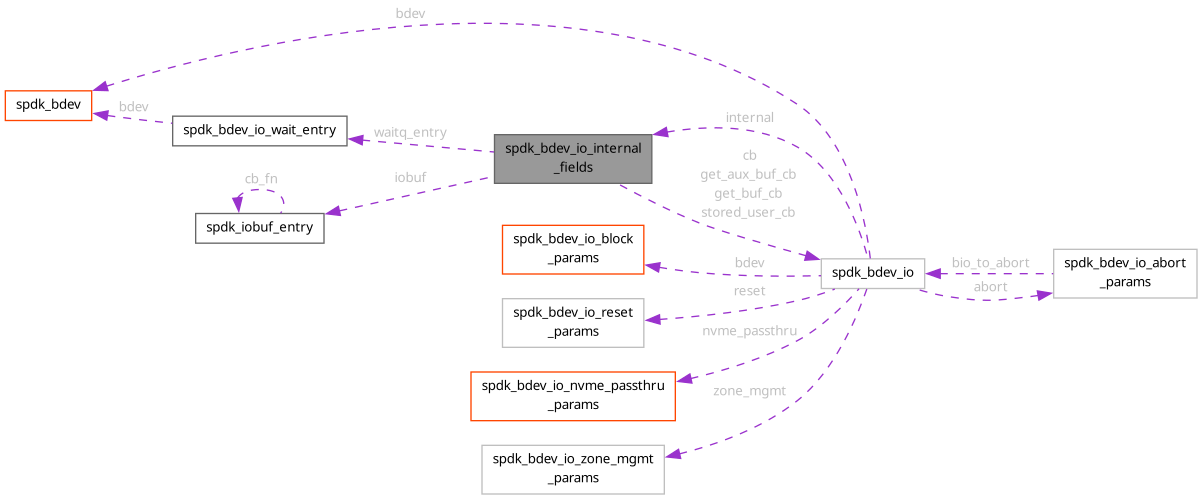 bdev
spdk_bdev
bdev
spdk_bdev_io_wait_entry
waitq_entry
spdk_bdev_io_internal
_fields
internal
cb
get_aux_buf_cb
get_buf_cb
stored_user_cb
cb_fn
iobuf
spdk_iobuf_entry
spdk_bdev_io_block
_params
bdev
spdk_bdev_io
bio_to_abort
abort
spdk_bdev_io_abort
_params
reset
spdk_bdev_io_reset
_params
nvme_passthru
spdk_bdev_io_nvme_passthru
_params
zone_mgmt
spdk_bdev_io_zone_mgmt
_params